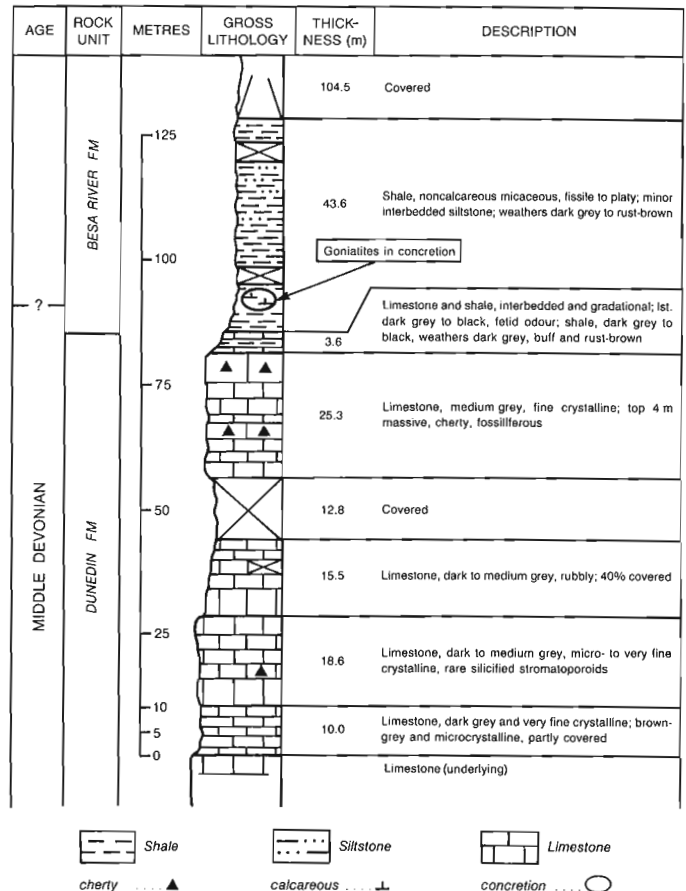 AGE
ROCK
UNIT
METRES
GROSS
LITHOLOGY
THICK-
NESS (m)
DESCRIPTION
104.5
Covered
BESA RIVER FM
125
43.6
Shale, noncalcareous micaceous, fissile to platy; minor
interbedded siltstone; weathers dark grey to rust-brown
100
Goniatites in concretion
?
3.6
Limestone and shale, interbedded and gradational; lst.
dark grey to black, fetid odour; shale, dark grey to
black, weathers dark grey, buff and rust-brown
75
25.3
Limestone, medium grey, fine crystalline; top 4 m
massive, cherty, fossiliferous
MIDDLE DEVONIAN
DUNEDIN FM
50
12.8
Covered
15.5
Limestone, dark to medium grey, rubbly; 40% covered
25
18.6
Limestone, dark to medium grey, micro- to very fine
crystalline, rare silicified stromatoporoids
10
5
0
10.0
Limestone, dark grey and very fine crystalline; brown-
grey and microcrystalline, partly covered
Limestone (underlying)
Shale
Siltstone
Limestone
cherty ....
calcareous ....
concretion ....